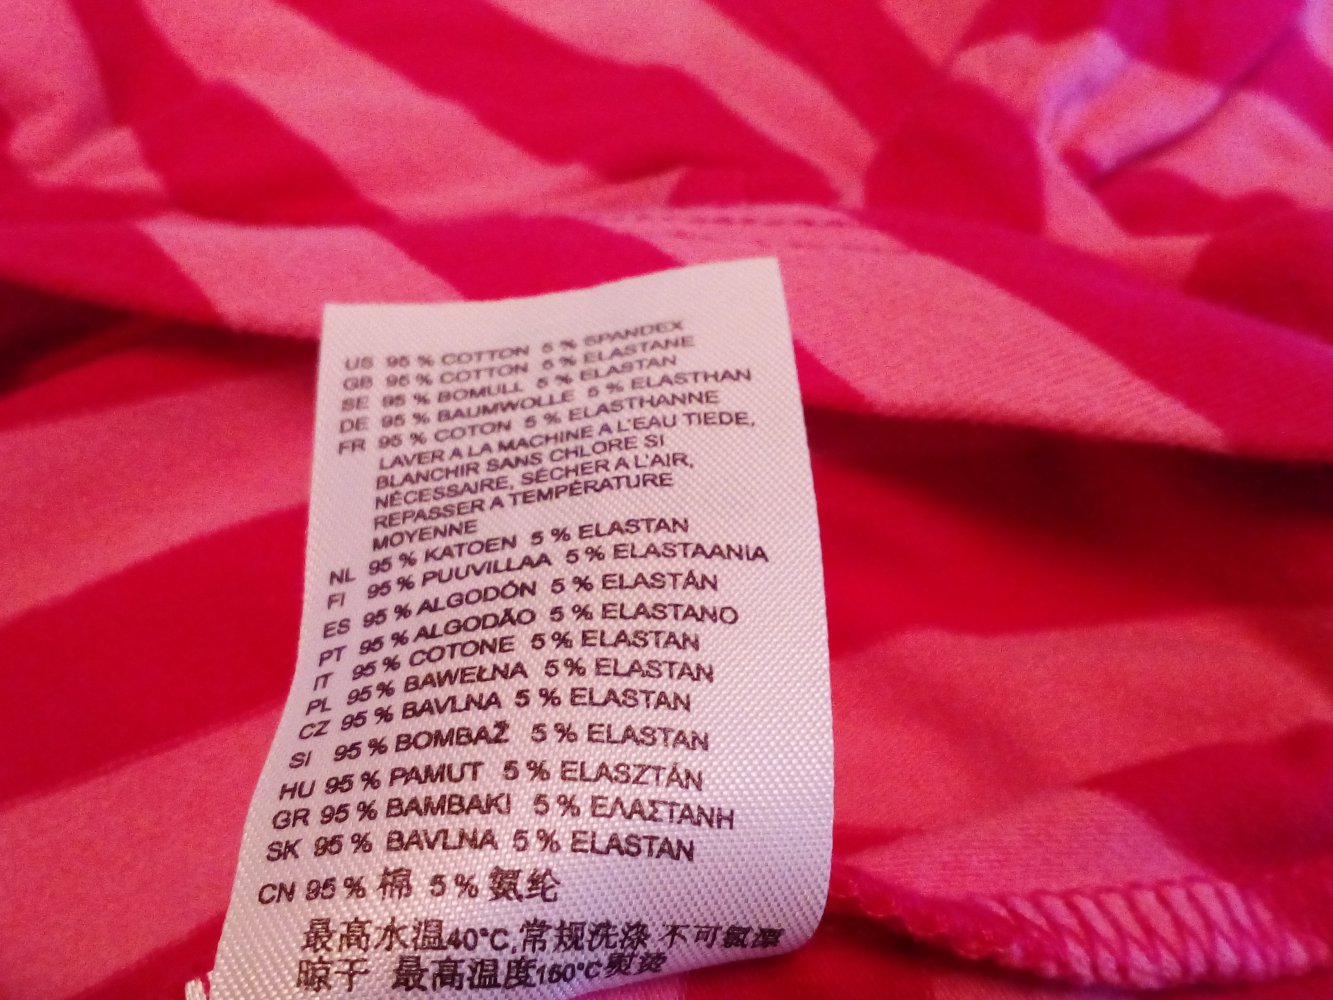 US 95 % COTTON 5 % SPANDEX
GB 95 % COTTON 5 % ELASTANE
SE 95 % BOMULL 5 % ELASTAN
DE 95 % BAUMWOLLE 5 % ELASTHAN
FR 95 % COTON 5 % ELASTHANNE
LAVER A LA MACHINE A L'EAU TIEDE,
BLANCHIR SANS CHLORE SI
NÉCESSAIRE, SÉCHER A L'AIR,
REPASSER A TEMPÉRATURE
MOYENNE
NL 95 % KATOEN 5 % ELASTAN
FI 95 % PUUVILLAA 5 % ELASTAANIA
ES 95 % ALGODÓN 5 % ELASTÁN
PT 95 % ALGODÃO 5 % ELASTANO
IT 95 % COTONE 5 % ELASTAN
PL 95 % BAWEŁNA 5 % ELASTAN
CZ 95 % BAVLNA 5 % ELASTAN
SI 95 % BOMBAŽ 5 % ELASTAN
HU 95 % PAMUT 5 % ELASZTÁN
GR 95 % BAMBAKI 5 % ΕΛΑΣΤΑΝΗ
SK 95 % BAVLNA 5 % ELASTAN
CN 95 % 棉 5 % 氨纶
最高水温40°C,常规洗涤 不可氯漂
晾干 最高温度150°C熨烫